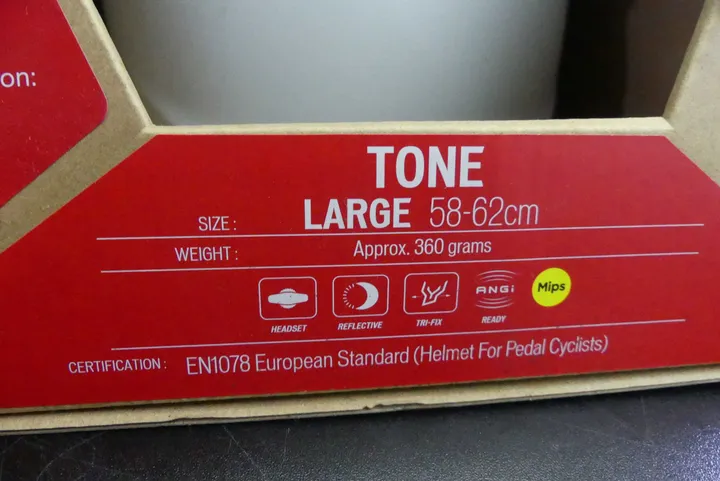 on:
TONE
SIZE : LARGE 58-62cm
WEIGHT : Approx. 360 grams
ANGi Mips
HEADSET REFLECTIVE TRI-FIX READY
CERTIFICATION : EN1078 European Standard (Helmet For Pedal Cyclists)